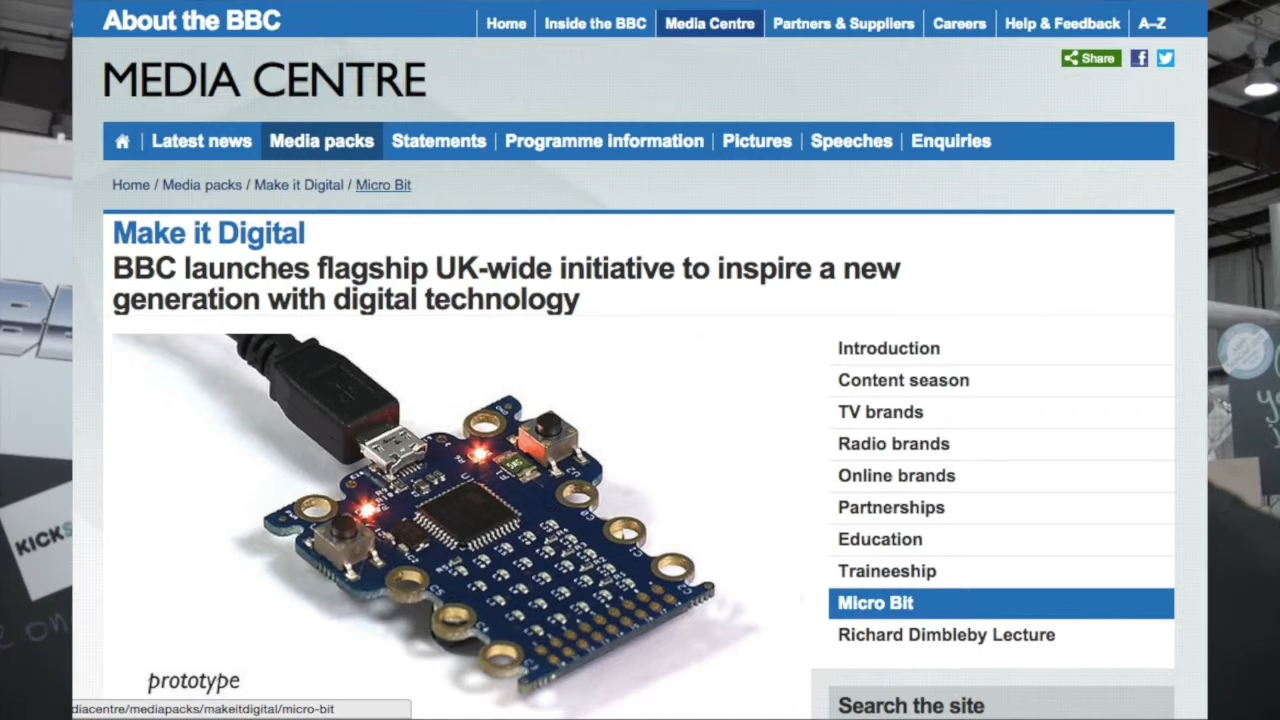 About the BBC
Home
Inside the BBC
Media Centre
Partners & Suppliers
Careers
Help & Feedback
A–Z
Share
MEDIA CENTRE
Latest news
Media packs
Statements
Programme information
Pictures
Speeches
Enquiries
Home / Media packs / Make it Digital / Micro Bit
Make it Digital
BBC launches flagship UK-wide initiative to inspire a new
generation with digital technology
Introduction
Content season
TV brands
Radio brands
Online brands
Partnerships
Education
Traineeship
Micro Bit
Richard Dimbleby Lecture
Search the site
prototype
diacentre/mediapacks/makeitdigital/micro-bit
KICKS